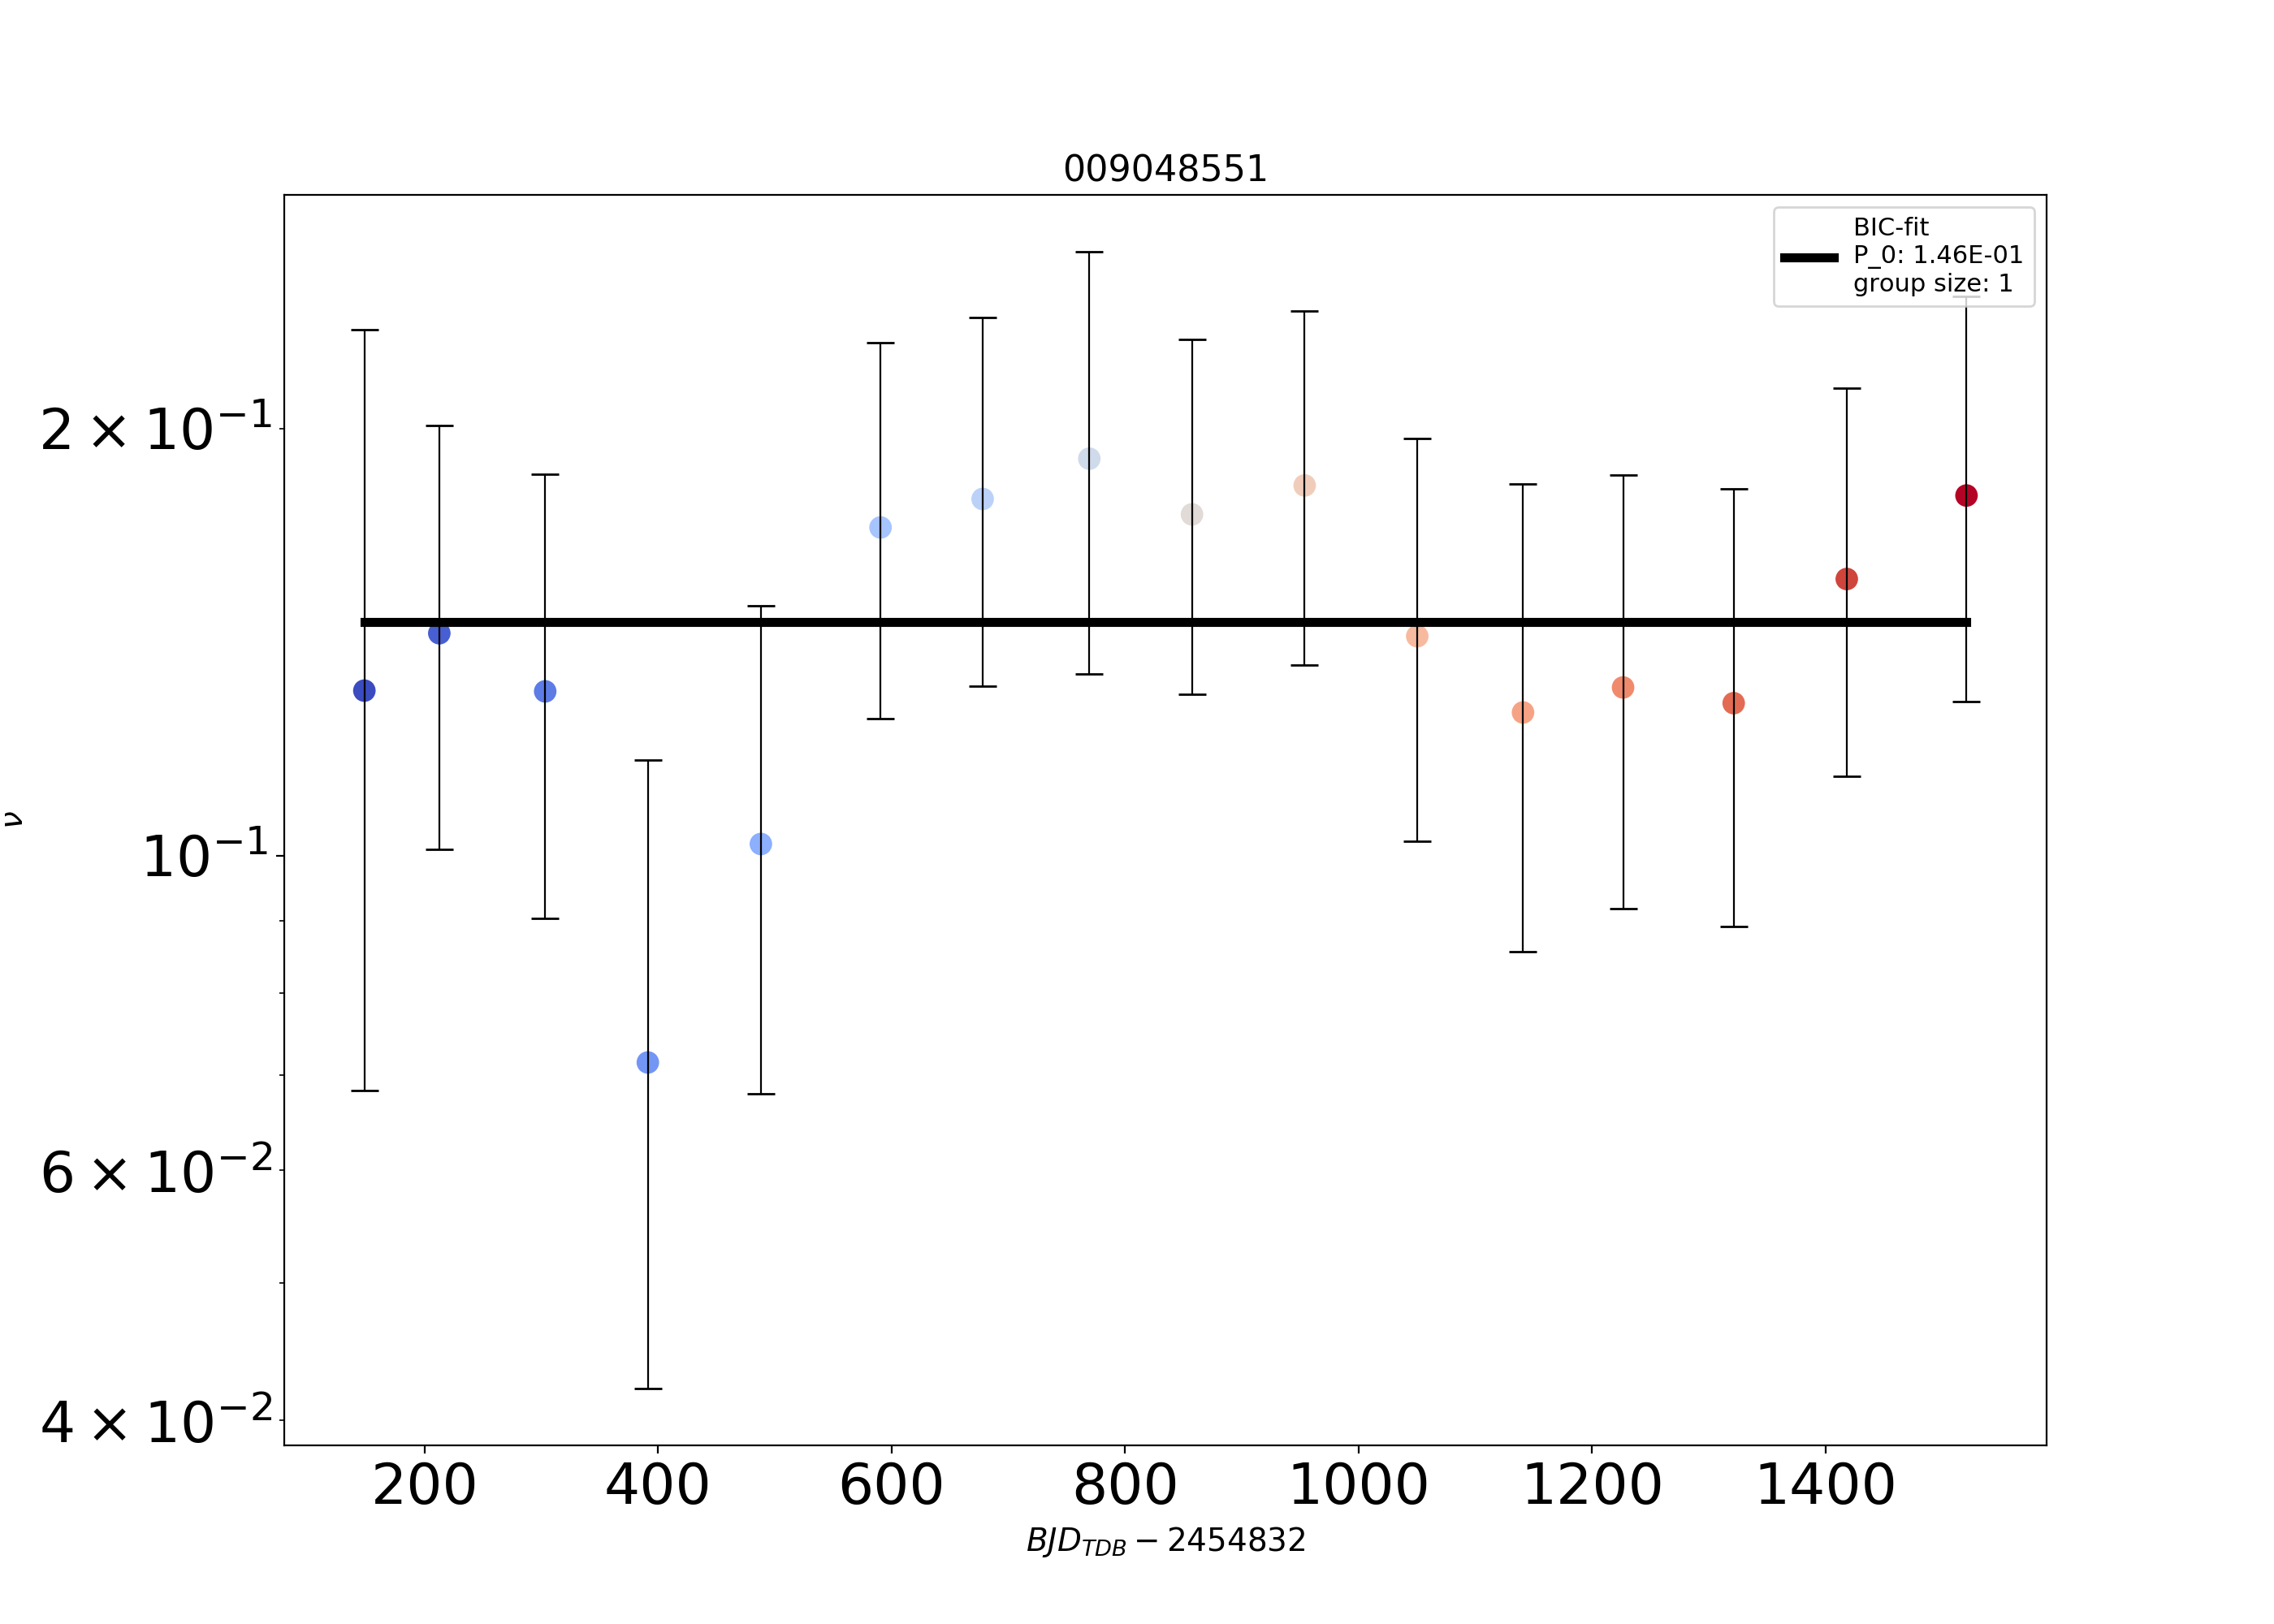 009048551
BIC-fit
P_0: 1.46E-01
group size: 1
2 × 10⁻¹
10⁻¹
6 × 10⁻²
4 × 10⁻²
ν
200 400 600 800 1000 1200 1400
BJD_TDB − 2454832